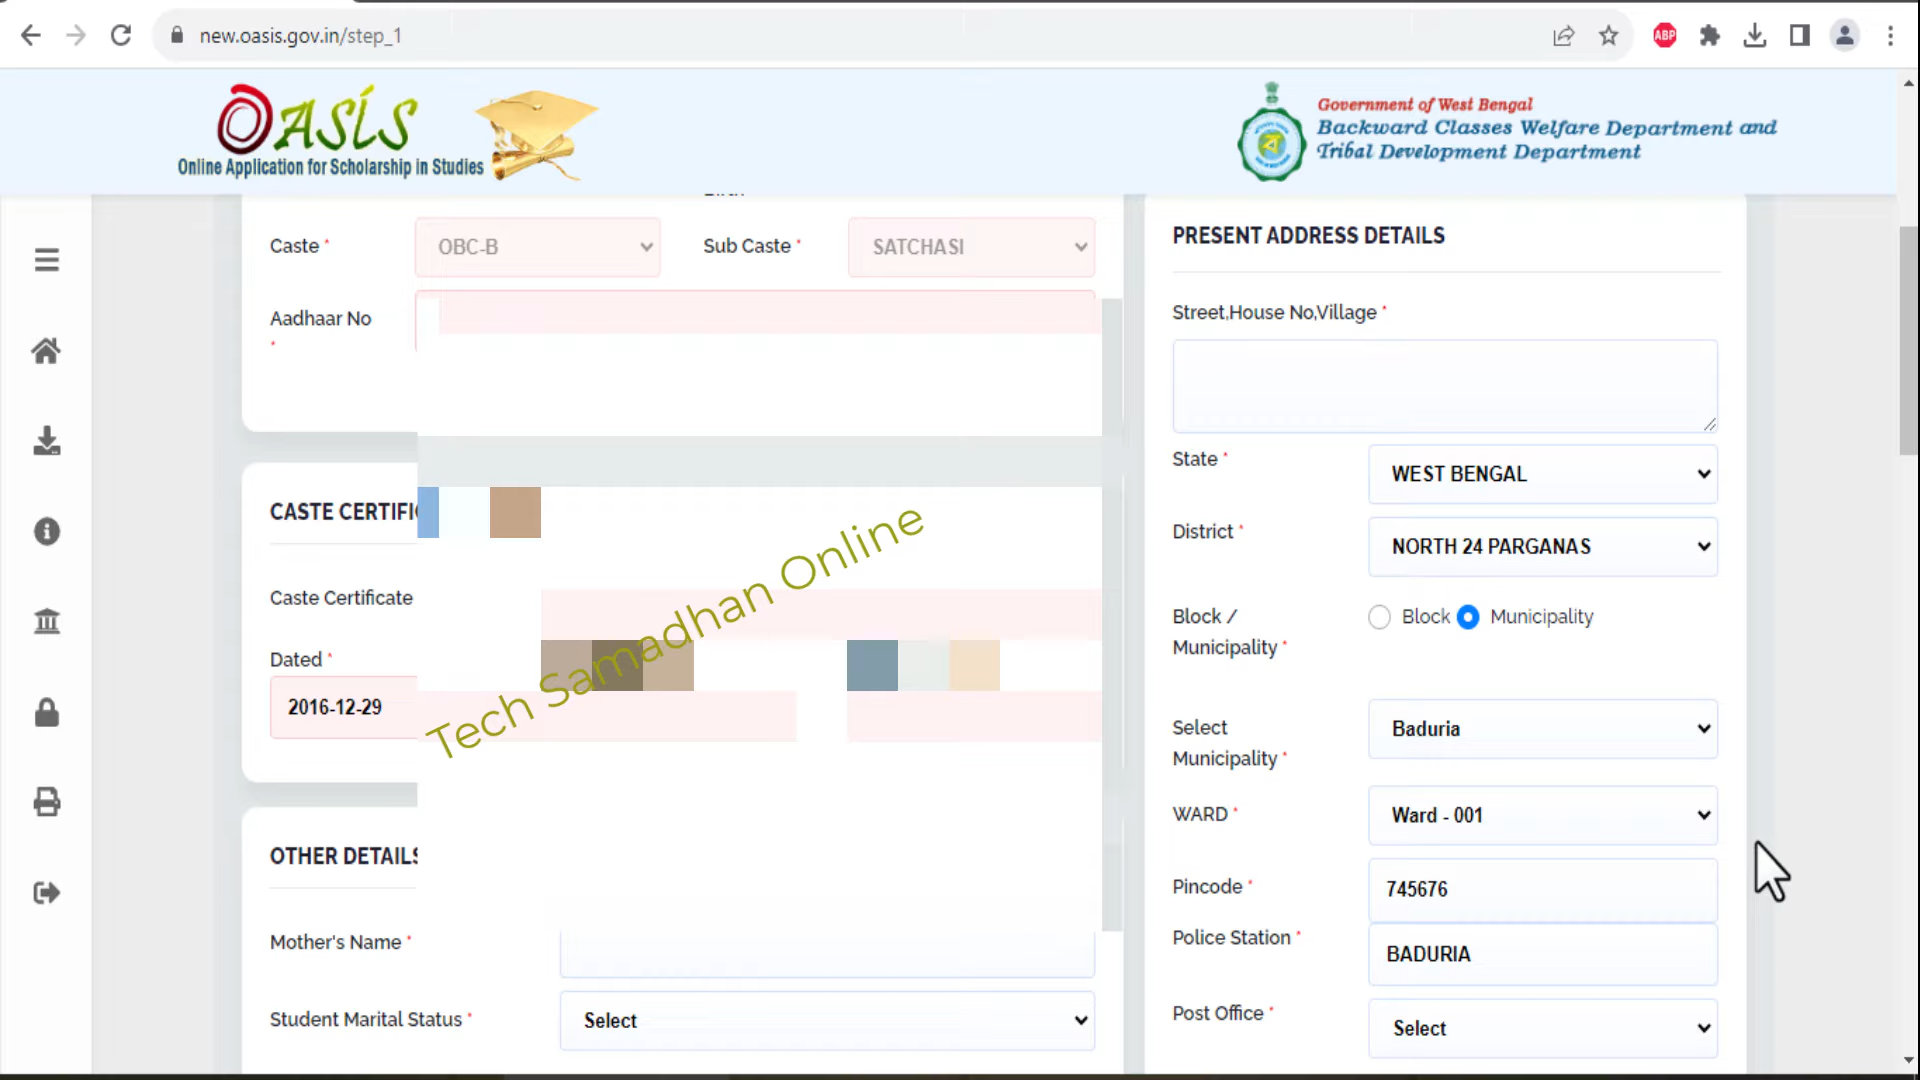 new.oasis.gov.in/step_1
ABP
OASIS
Online Application for Scholarship in Studies
Government of West Bengal
Backward Classes Welfare Department and
Tribal Development Department
Caste *
OBC-B
Sub Caste *
SATCHASI
Aadhaar No
*
CASTE CERTIFI
Caste Certificate
Dated *
2016-12-29
Tech Samadhan Online
OTHER DETAILS
Mother's Name *
Student Marital Status *
Select
PRESENT ADDRESS DETAILS
Street,House No,Village *
State *
WEST BENGAL
District *
NORTH 24 PARGANAS
Block /
Municipality *
Block
Municipality
Select
Municipality *
Baduria
WARD *
Ward - 001
Pincode *
745676
Police Station *
BADURIA
Post Office *
Select